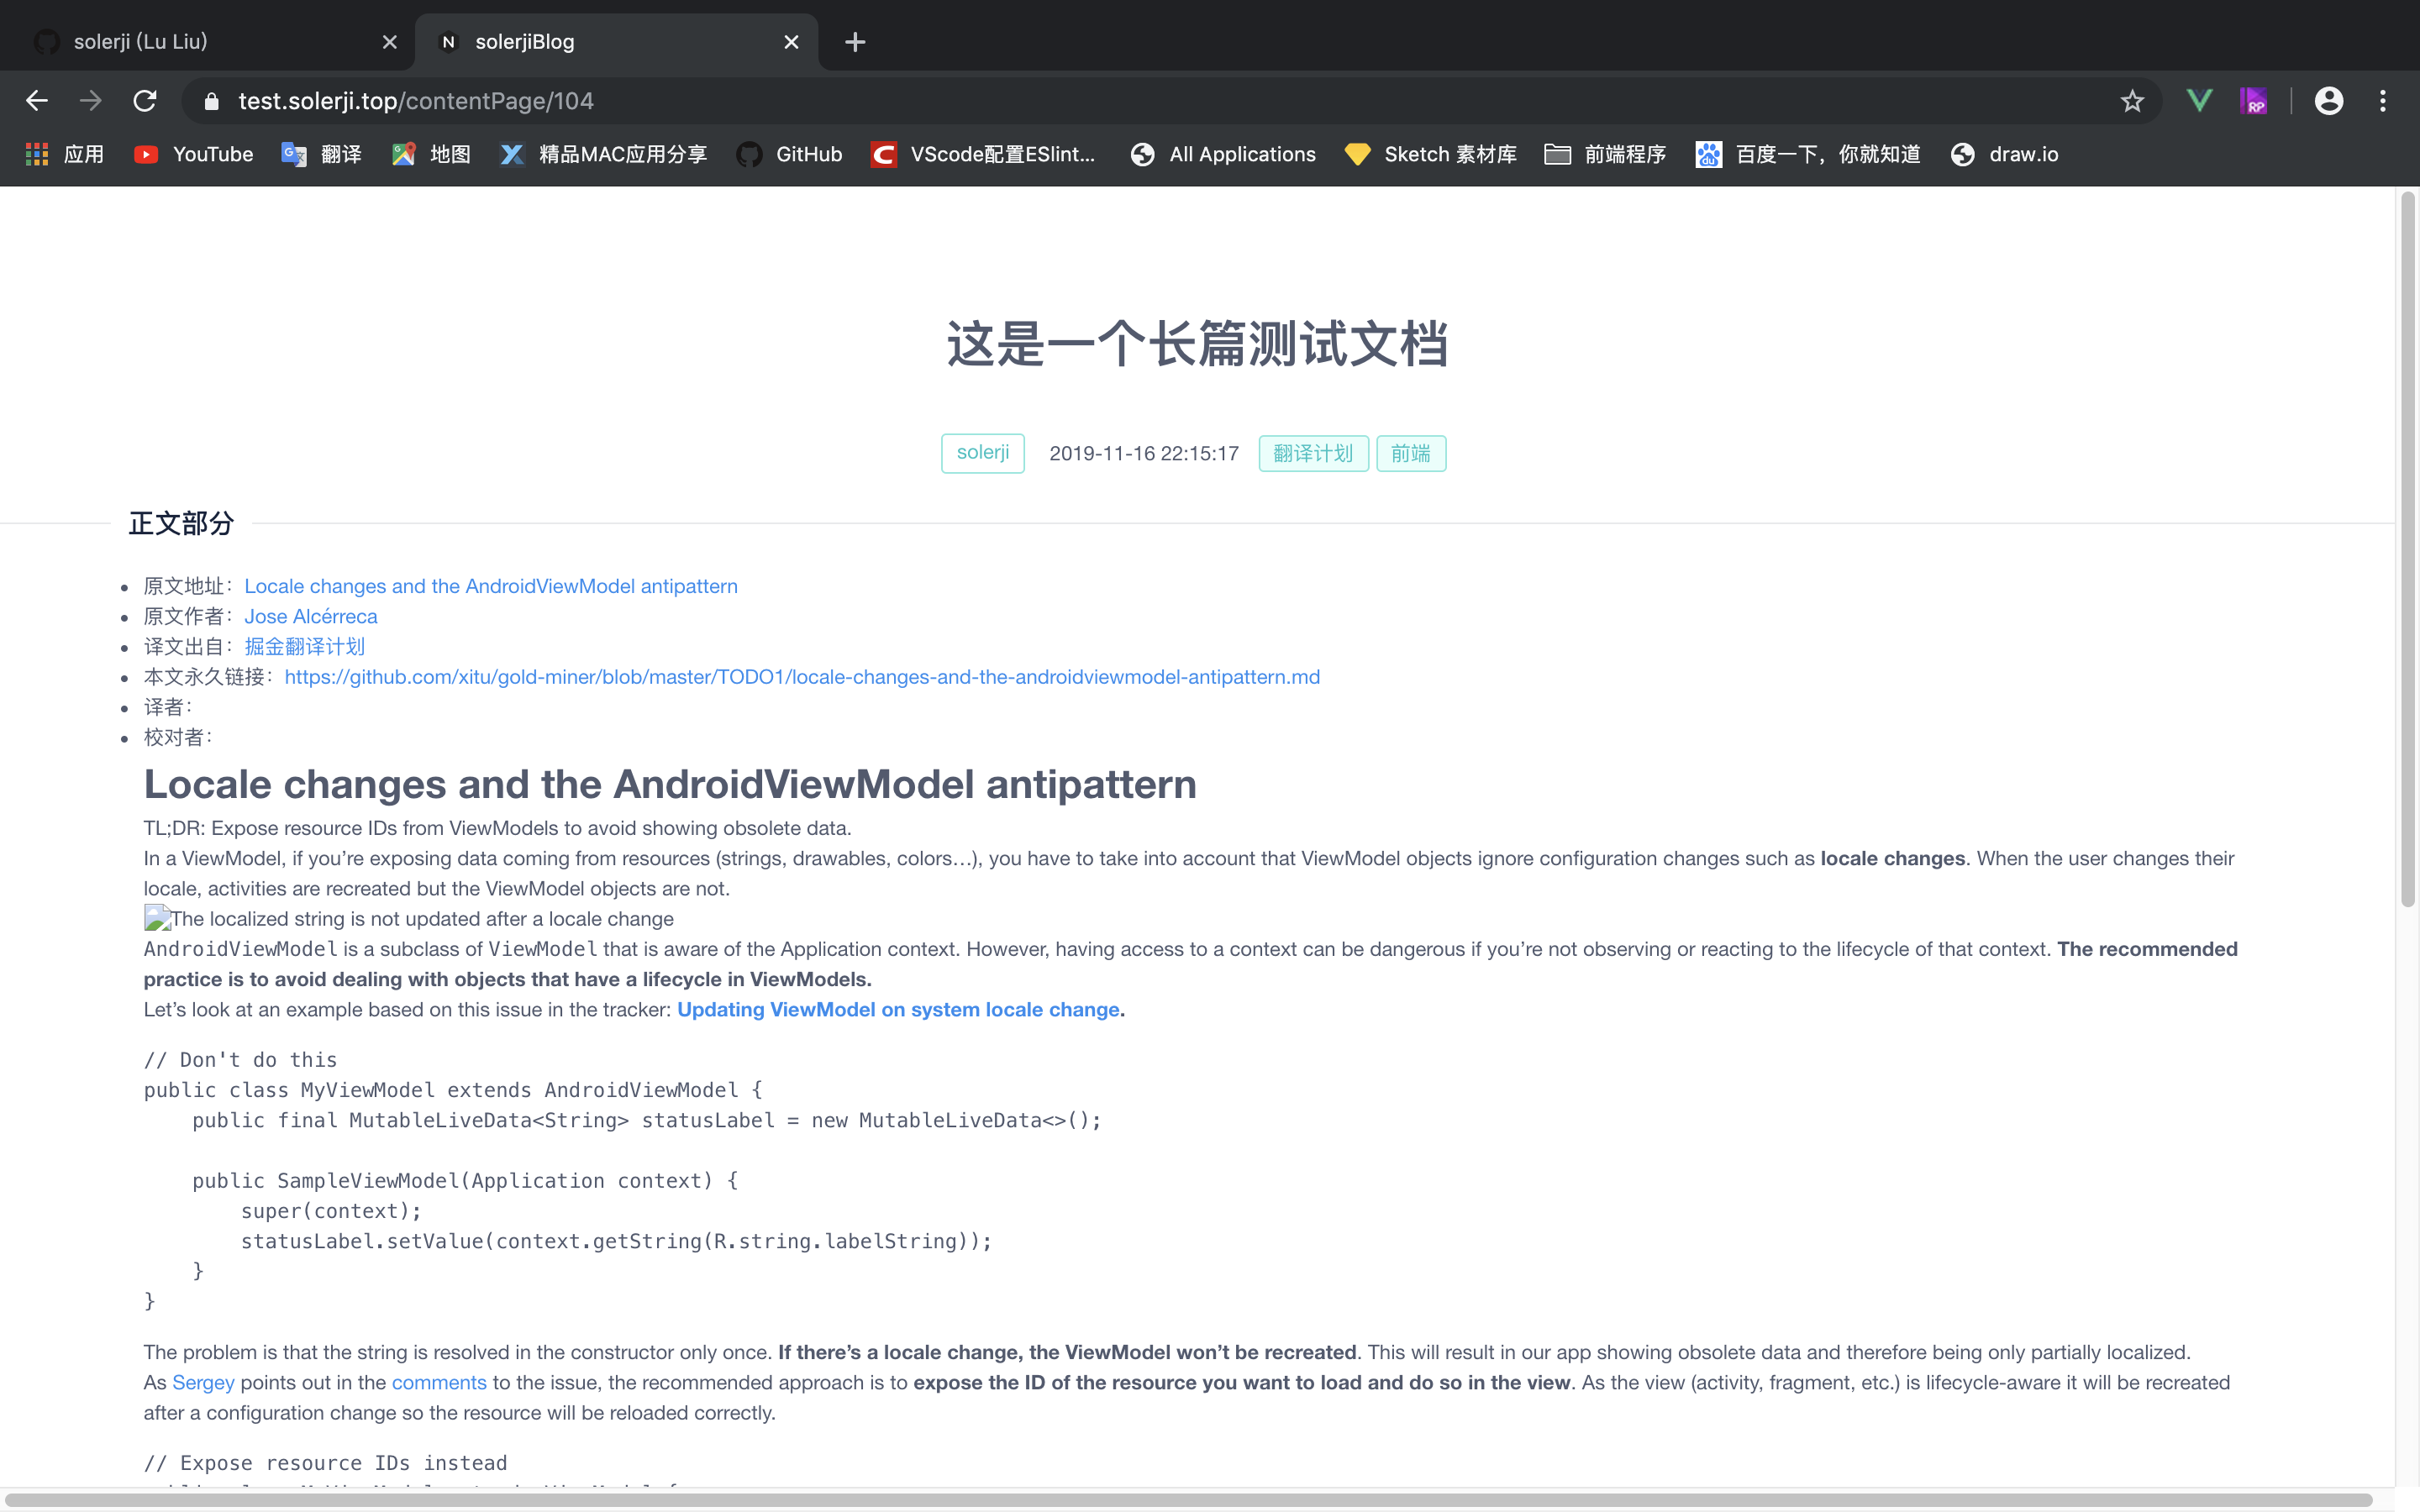 solerji (Lu Liu)
solerjiBlog
test.solerji.top/contentPage/104
应用 YouTube 翻译 地图 精品MAC应用分享 GitHub VScode配置ESlint... All Applications Sketch 素材库 前端程序 百度一下，你就知道 draw.io
这是一个长篇测试文档
solerji 2019-11-16 22:15:17 翻译计划 前端
正文部分
原文地址：Locale changes and the AndroidViewModel antipattern
原文作者：Jose Alcérreca
译文出自：掘金翻译计划
本文永久链接：https://github.com/xitu/gold-miner/blob/master/TODO1/locale-changes-and-the-androidviewmodel-antipattern.md
译者：
校对者：
Locale changes and the AndroidViewModel antipattern
TL;DR: Expose resource IDs from ViewModels to avoid showing obsolete data.
In a ViewModel, if you’re exposing data coming from resources (strings, drawables, colors…), you have to take into account that ViewModel objects ignore configuration changes such as locale changes. When the user changes their
locale, activities are recreated but the ViewModel objects are not.
The localized string is not updated after a locale change
AndroidViewModel is a subclass of ViewModel that is aware of the Application context. However, having access to a context can be dangerous if you’re not observing or reacting to the lifecycle of that context. The recommended
practice is to avoid dealing with objects that have a lifecycle in ViewModels.
Let’s look at an example based on this issue in the tracker: Updating ViewModel on system locale change.
// Don't do this
public class MyViewModel extends AndroidViewModel {
    public final MutableLiveData<String> statusLabel = new MutableLiveData<>();
    public SampleViewModel(Application context) {
        super(context);
        statusLabel.setValue(context.getString(R.string.labelString));
    }
}
The problem is that the string is resolved in the constructor only once. If there’s a locale change, the ViewModel won’t be recreated. This will result in our app showing obsolete data and therefore being only partially localized.
As Sergey points out in the comments to the issue, the recommended approach is to expose the ID of the resource you want to load and do so in the view. As the view (activity, fragment, etc.) is lifecycle-aware it will be recreated
after a configuration change so the resource will be reloaded correctly.
// Expose resource IDs instead